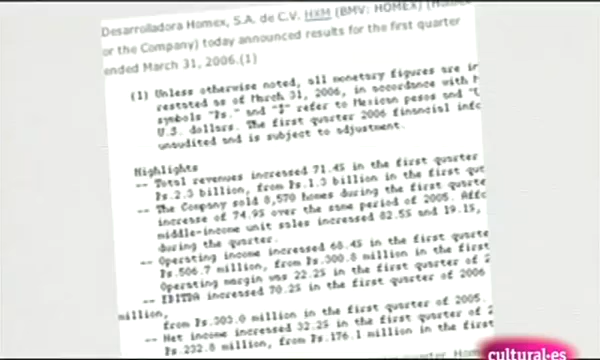 Desarrolladora Homex, S.A. de C.V. HXM (BMV: HOMEX)
or the Company) today announced results for the first quarter
ended March 31, 2006.(1)
(1) Unless otherwise noted, all monetary figures are
restated as of March 31, 2006, in accordance with
symbols "Ps." and "$" refer to Mexican pesos and
U.S. dollars. The first quarter 2006 financial
unaudited and is subject to adjustment.
Highlights
-- Total revenues increased 71.4% in the first quarter
Ps.2.3 billion, from Ps.1.3 billion in the first
-- The Company sold 8,570 homes during the first
increase of 74.9% over the same period of 2005.
middle-income unit sales increased 82.5% and 19.1%,
during the quarter.
-- Operating income increased 68.4% in the first
Ps.506.7 million, from Ps.300.8 million in the first
Operating margin was 22.2% in the first quarter of
-- EBITDA increased 70.2% in the first quarter of 2006
million,
from Ps.303.0 million in the first quarter of 2005.
-- Net income increased 32.2% in the first quarter of
Ps.232.8 million, from Ps.176.1 million in the first
cultural·es